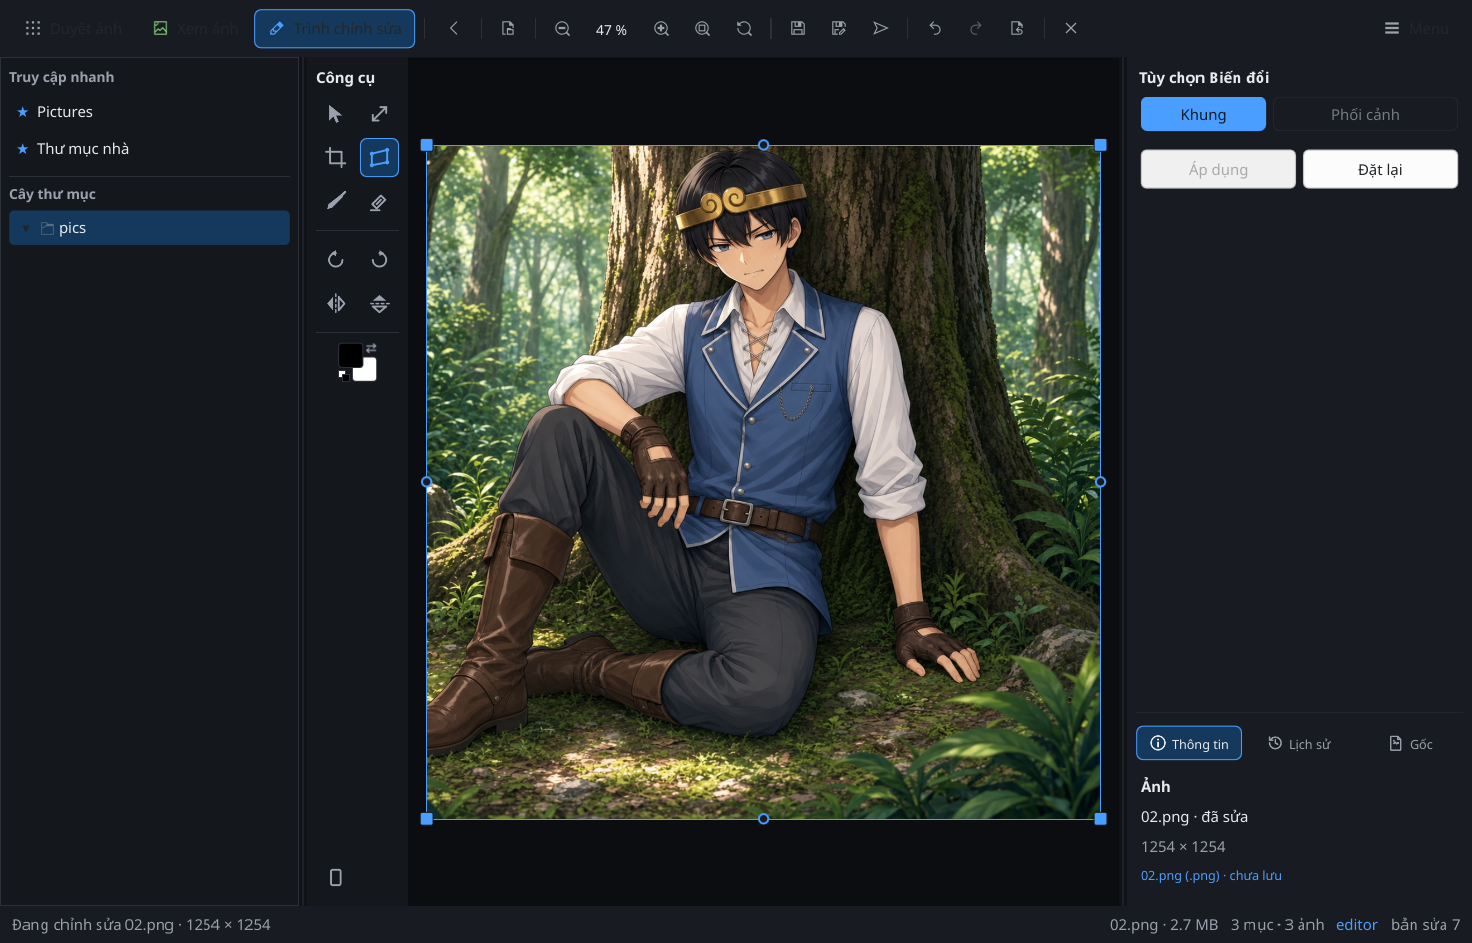 Duyệt ảnh
Xem ảnh
Trình chỉnh sửa
47 %
Menu
Truy cập nhanh
Pictures
Thư mục nhà
Cây thư mục
pics
Công cụ
Tùy chọn Biến đổi
Khung
Phối cảnh
Áp dụng
Đặt lại
Thông tin
Lịch sử
Gốc
Ảnh
02.png · đã sửa
1254 × 1254
02.png (.png) · chưa lưu
Đang chỉnh sửa 02.png · 1254 × 1254
02.png · 2.7 MB 3 mục · 3 ảnh editor bản sửa 7